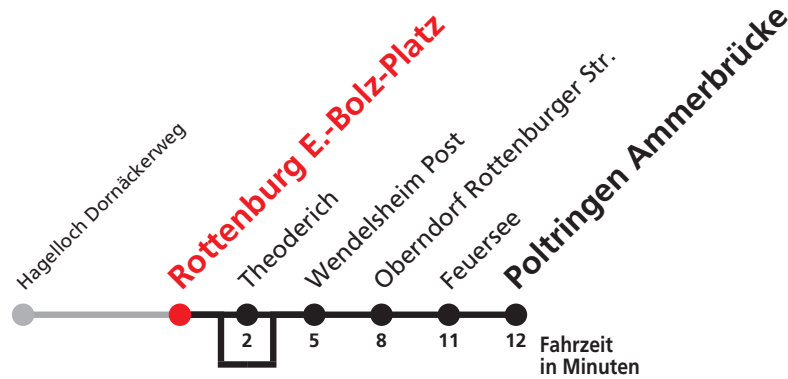 Hagelloch Dornäckerweg
Rottenburg E.-Bolz-Platz
Theoderich
Wendelsheim Post
Oberndorf Rottenburger Str.
Feuersee
Poltringen Ammerbrücke
2 5 8 11 12
Fahrzeit
in Minuten